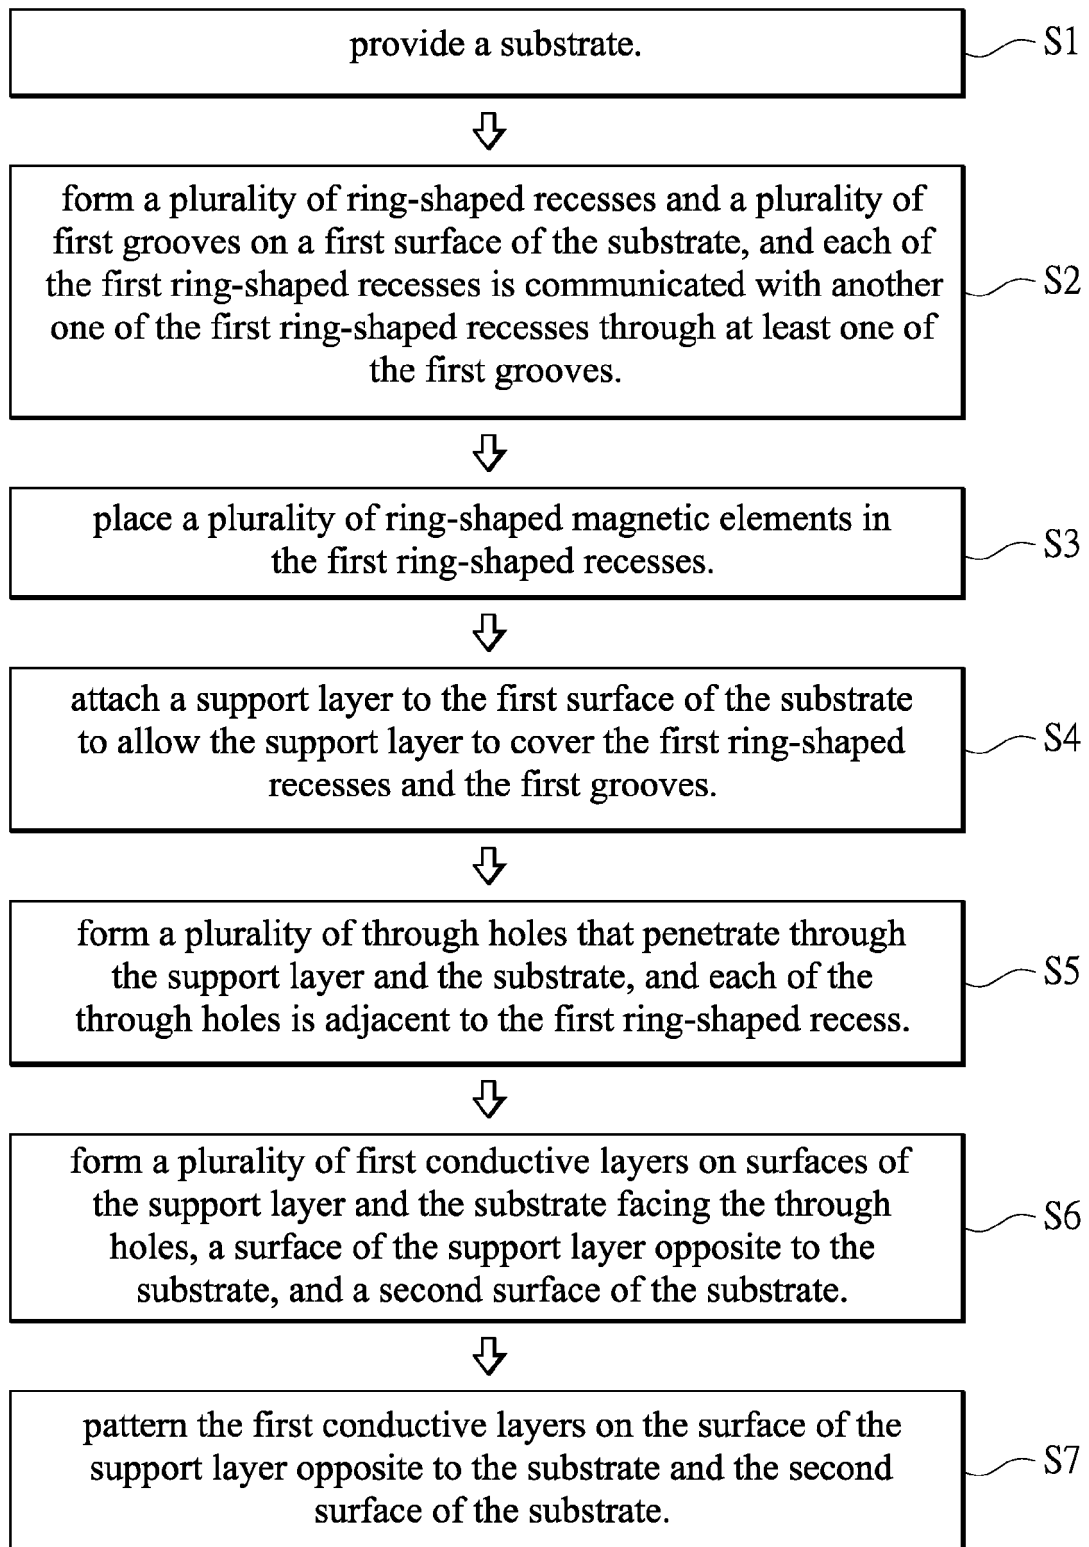 provide a substrate.
S1
form a plurality of ring-shaped recesses and a plurality of
first grooves on a first surface of the substrate, and each of
the first ring-shaped recesses is communicated with another
one of the first ring-shaped recesses through at least one of
the first grooves.
S2
place a plurality of ring-shaped magnetic elements in
the first ring-shaped recesses.
S3
attach a support layer to the first surface of the substrate
to allow the support layer to cover the first ring-shaped
recesses and the first grooves.
S4
form a plurality of through holes that penetrate through
the support layer and the substrate, and each of the
through holes is adjacent to the first ring-shaped recess.
S5
form a plurality of first conductive layers on surfaces of
the support layer and the substrate facing the through
holes, a surface of the support layer opposite to the
substrate, and a second surface of the substrate.
S6
pattern the first conductive layers on the surface of the
support layer opposite to the substrate and the second
surface of the substrate.
S7